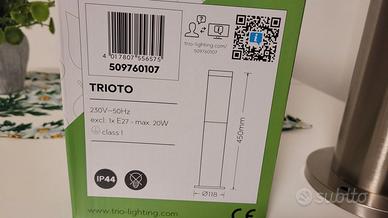 4 017807 556575
509760107
trio-lighting.com/...
TRIOTO
230V~50Hz
excl. 1x E27 - max. 20W
class I
450mm
IP44
Ø118
www.trio-lighting.com
CE
subito